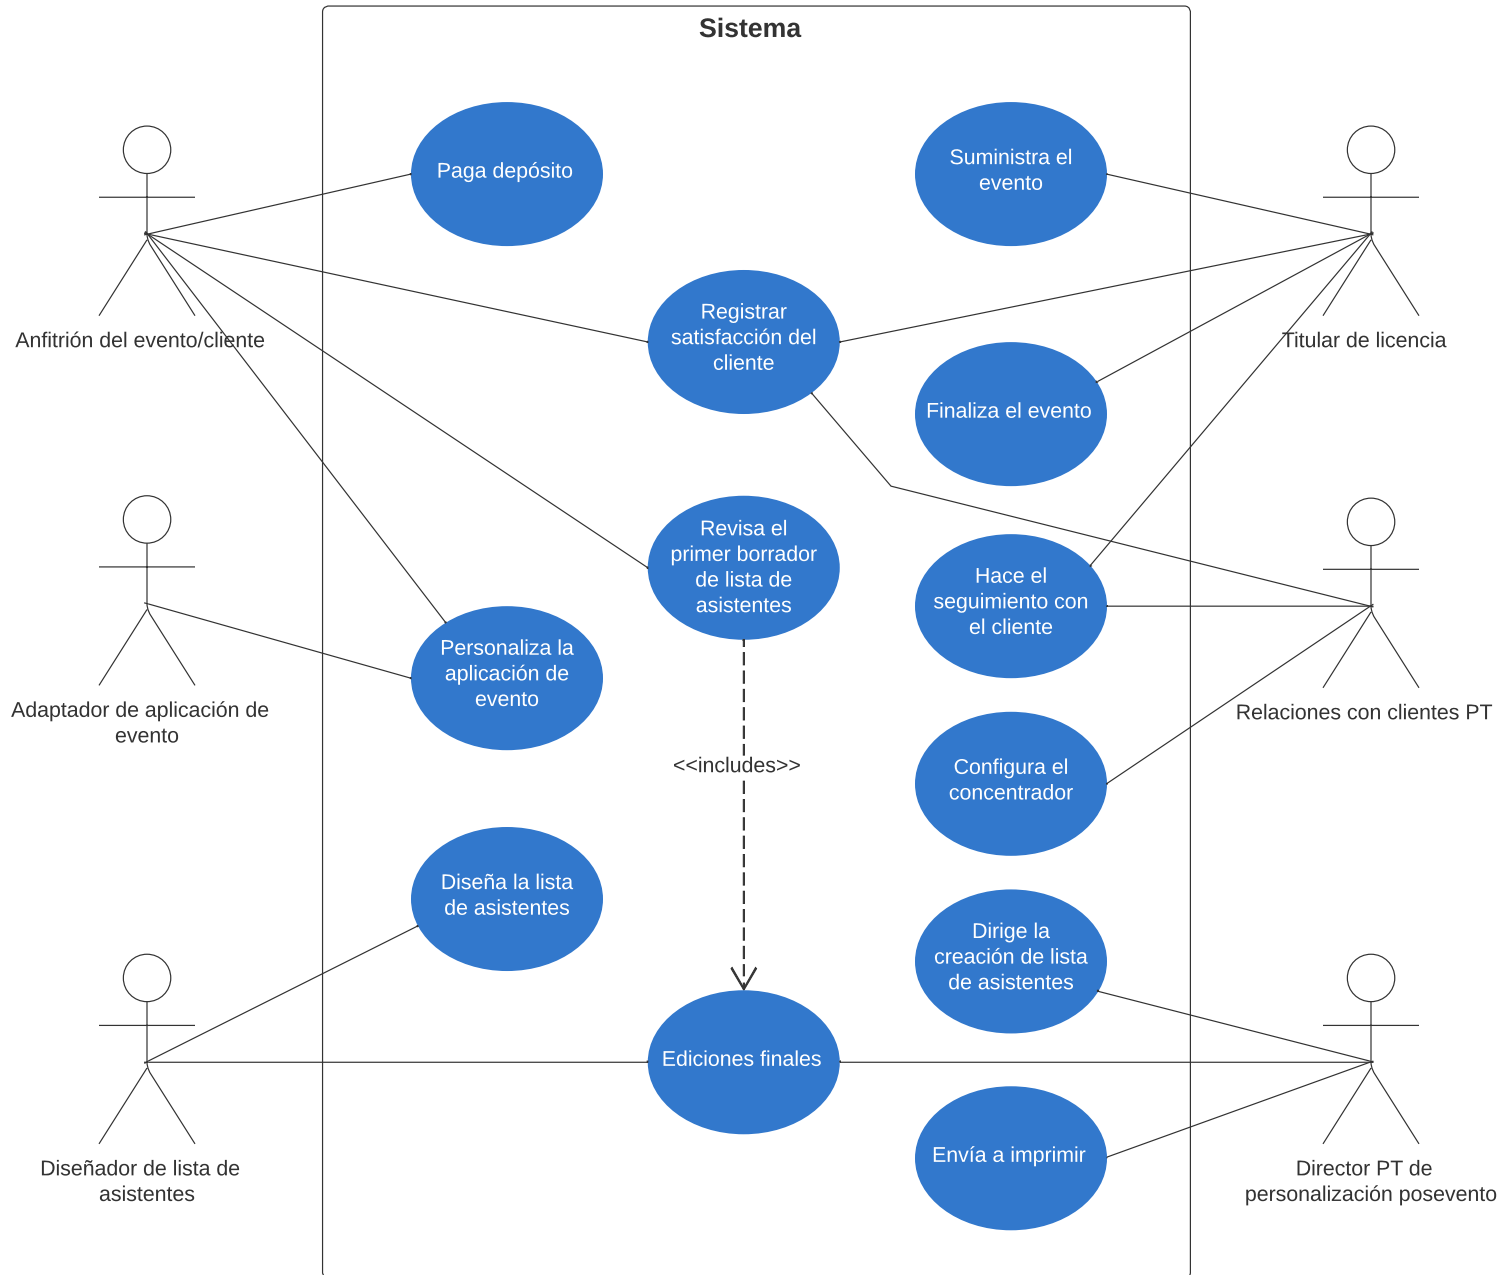 Sistema
Paga depósito
Suministra el
evento
Registrar
satisfacción del
cliente
Anfitrión del evento/cliente
Titular de licencia
Finaliza el evento
Revisa el
primer borrador
de lista de
asistentes
Hace el
seguimiento con
el cliente
Personaliza la
aplicación de
evento
Adaptador de aplicación de
evento
Relaciones con clientes PT
<<includes>>
Configura el
concentrador
Diseña la lista
de asistentes
Dirige la
creación de lista
de asistentes
Ediciones finales
Envía a imprimir
Diseñador de lista de
asistentes
Director PT de
personalización posevento